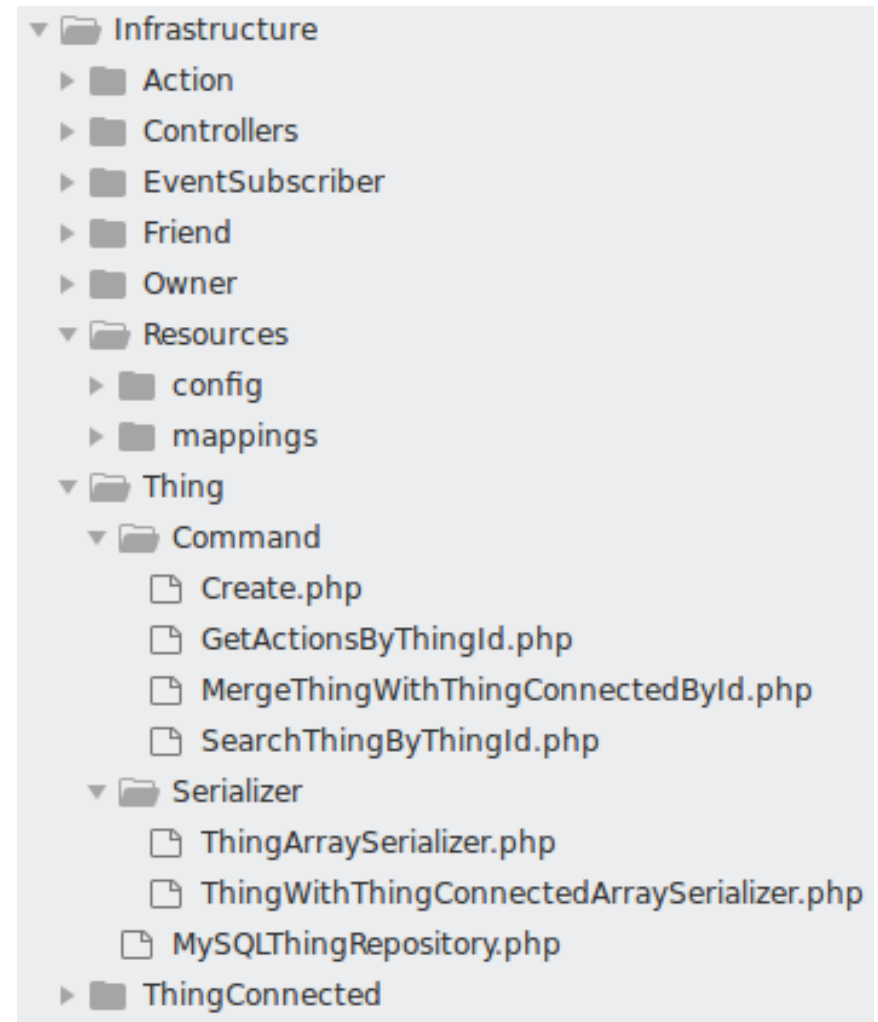 Infrastructure
Action
Controllers
EventSubscriber
Friend
Owner
Resources
config
mappings
Thing
Command
Create.php
GetActionsByThingId.php
MergeThingWithThingConnectedById.php
SearchThingByThingId.php
Serializer
ThingArraySerializer.php
ThingWithThingConnectedArraySerializer.php
MySQLThingRepository.php
ThingConnected